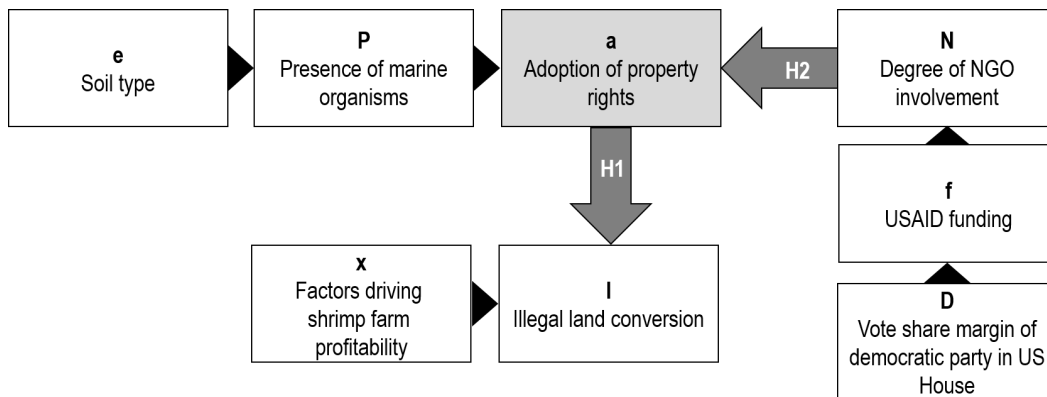 e
Soil type
P
Presence of marine
organisms
a
Adoption of property
rights
H2
N
Degree of NGO
involvement
H1
f
USAID funding
x
Factors driving
shrimp farm
profitability
I
Illegal land conversion
D
Vote share margin of
democratic party in US
House